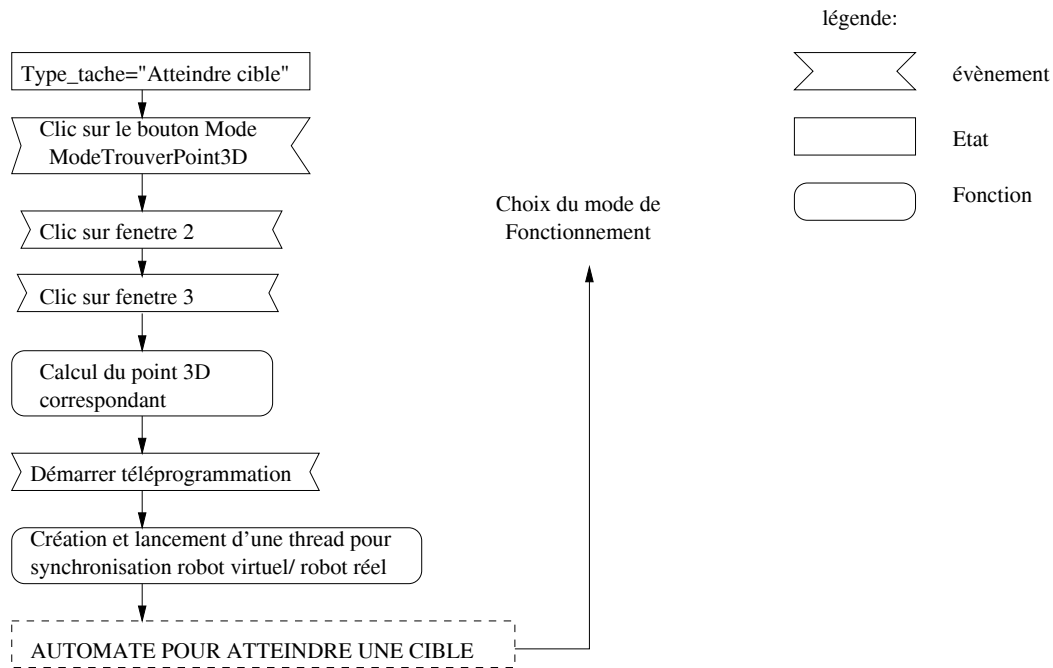 Type_tache="Atteindre cible"
Clic sur le bouton Mode
ModeTrouverPoint3D
Clic sur fenetre 2
Clic sur fenetre 3
Calcul du point 3D
correspondant
Démarrer téléprogrammation
Création et lancement d'une thread pour
synchronisation robot virtuel/ robot réel
AUTOMATE POUR ATTEINDRE UNE CIBLE
Choix du mode de
Fonctionnement
légende:
évènement
Etat
Fonction